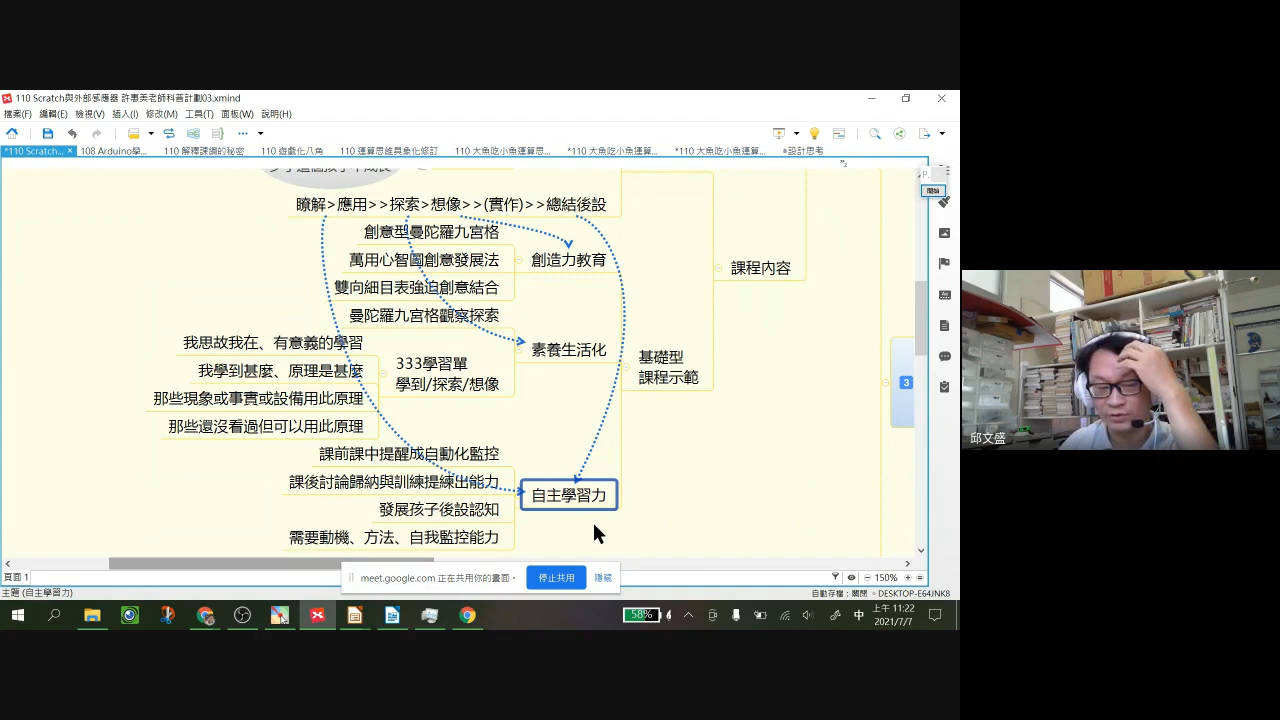 110 Scratch與外部感應器 許惠美老師科普計劃03.xmind
檔案(F) 編輯(E) 檢視(V) 插入(I) 修改(M) 工具(T) 面板(W) 說明(H)
*110 Scratch... × 108 Arduino學... 110 解釋課綱的秘密 110 遊戲化八角 110 運算思維具象化修訂 110 大魚吃小魚運算思... *110 大魚吃小魚運算... *110 大魚吃小魚運算... 設計思考
開始
瞭解>應用>>探索>想像>>(實作)>>總結後設
創意型曼陀羅九宮格
萬用心智圖創意發展法
雙向細目表強迫創意結合
創造力教育
課程內容
曼陀羅九宮格觀察探索
我思故我在、有意義的學習
我學到甚麼、原理是甚麼
那些現象或事實或設備用此原理
那些還沒看過但可以用此原理
333學習單
學到/探索/想像
素養生活化
基礎型
課程示範
3
課前課中提醒成自動化監控
課後討論歸納與訓練提練出能力
發展孩子後設認知
需要動機、方法、自我監控能力
自主學習力
邱文盛
頁面 1
150%
meet.google.com 正在共用你的畫面。 停止共用 隱藏
主題 (自主學習力)
自動存檔：關閉 DESKTOP-E64JNK8
58%
中
上午 11:22
2021/7/7